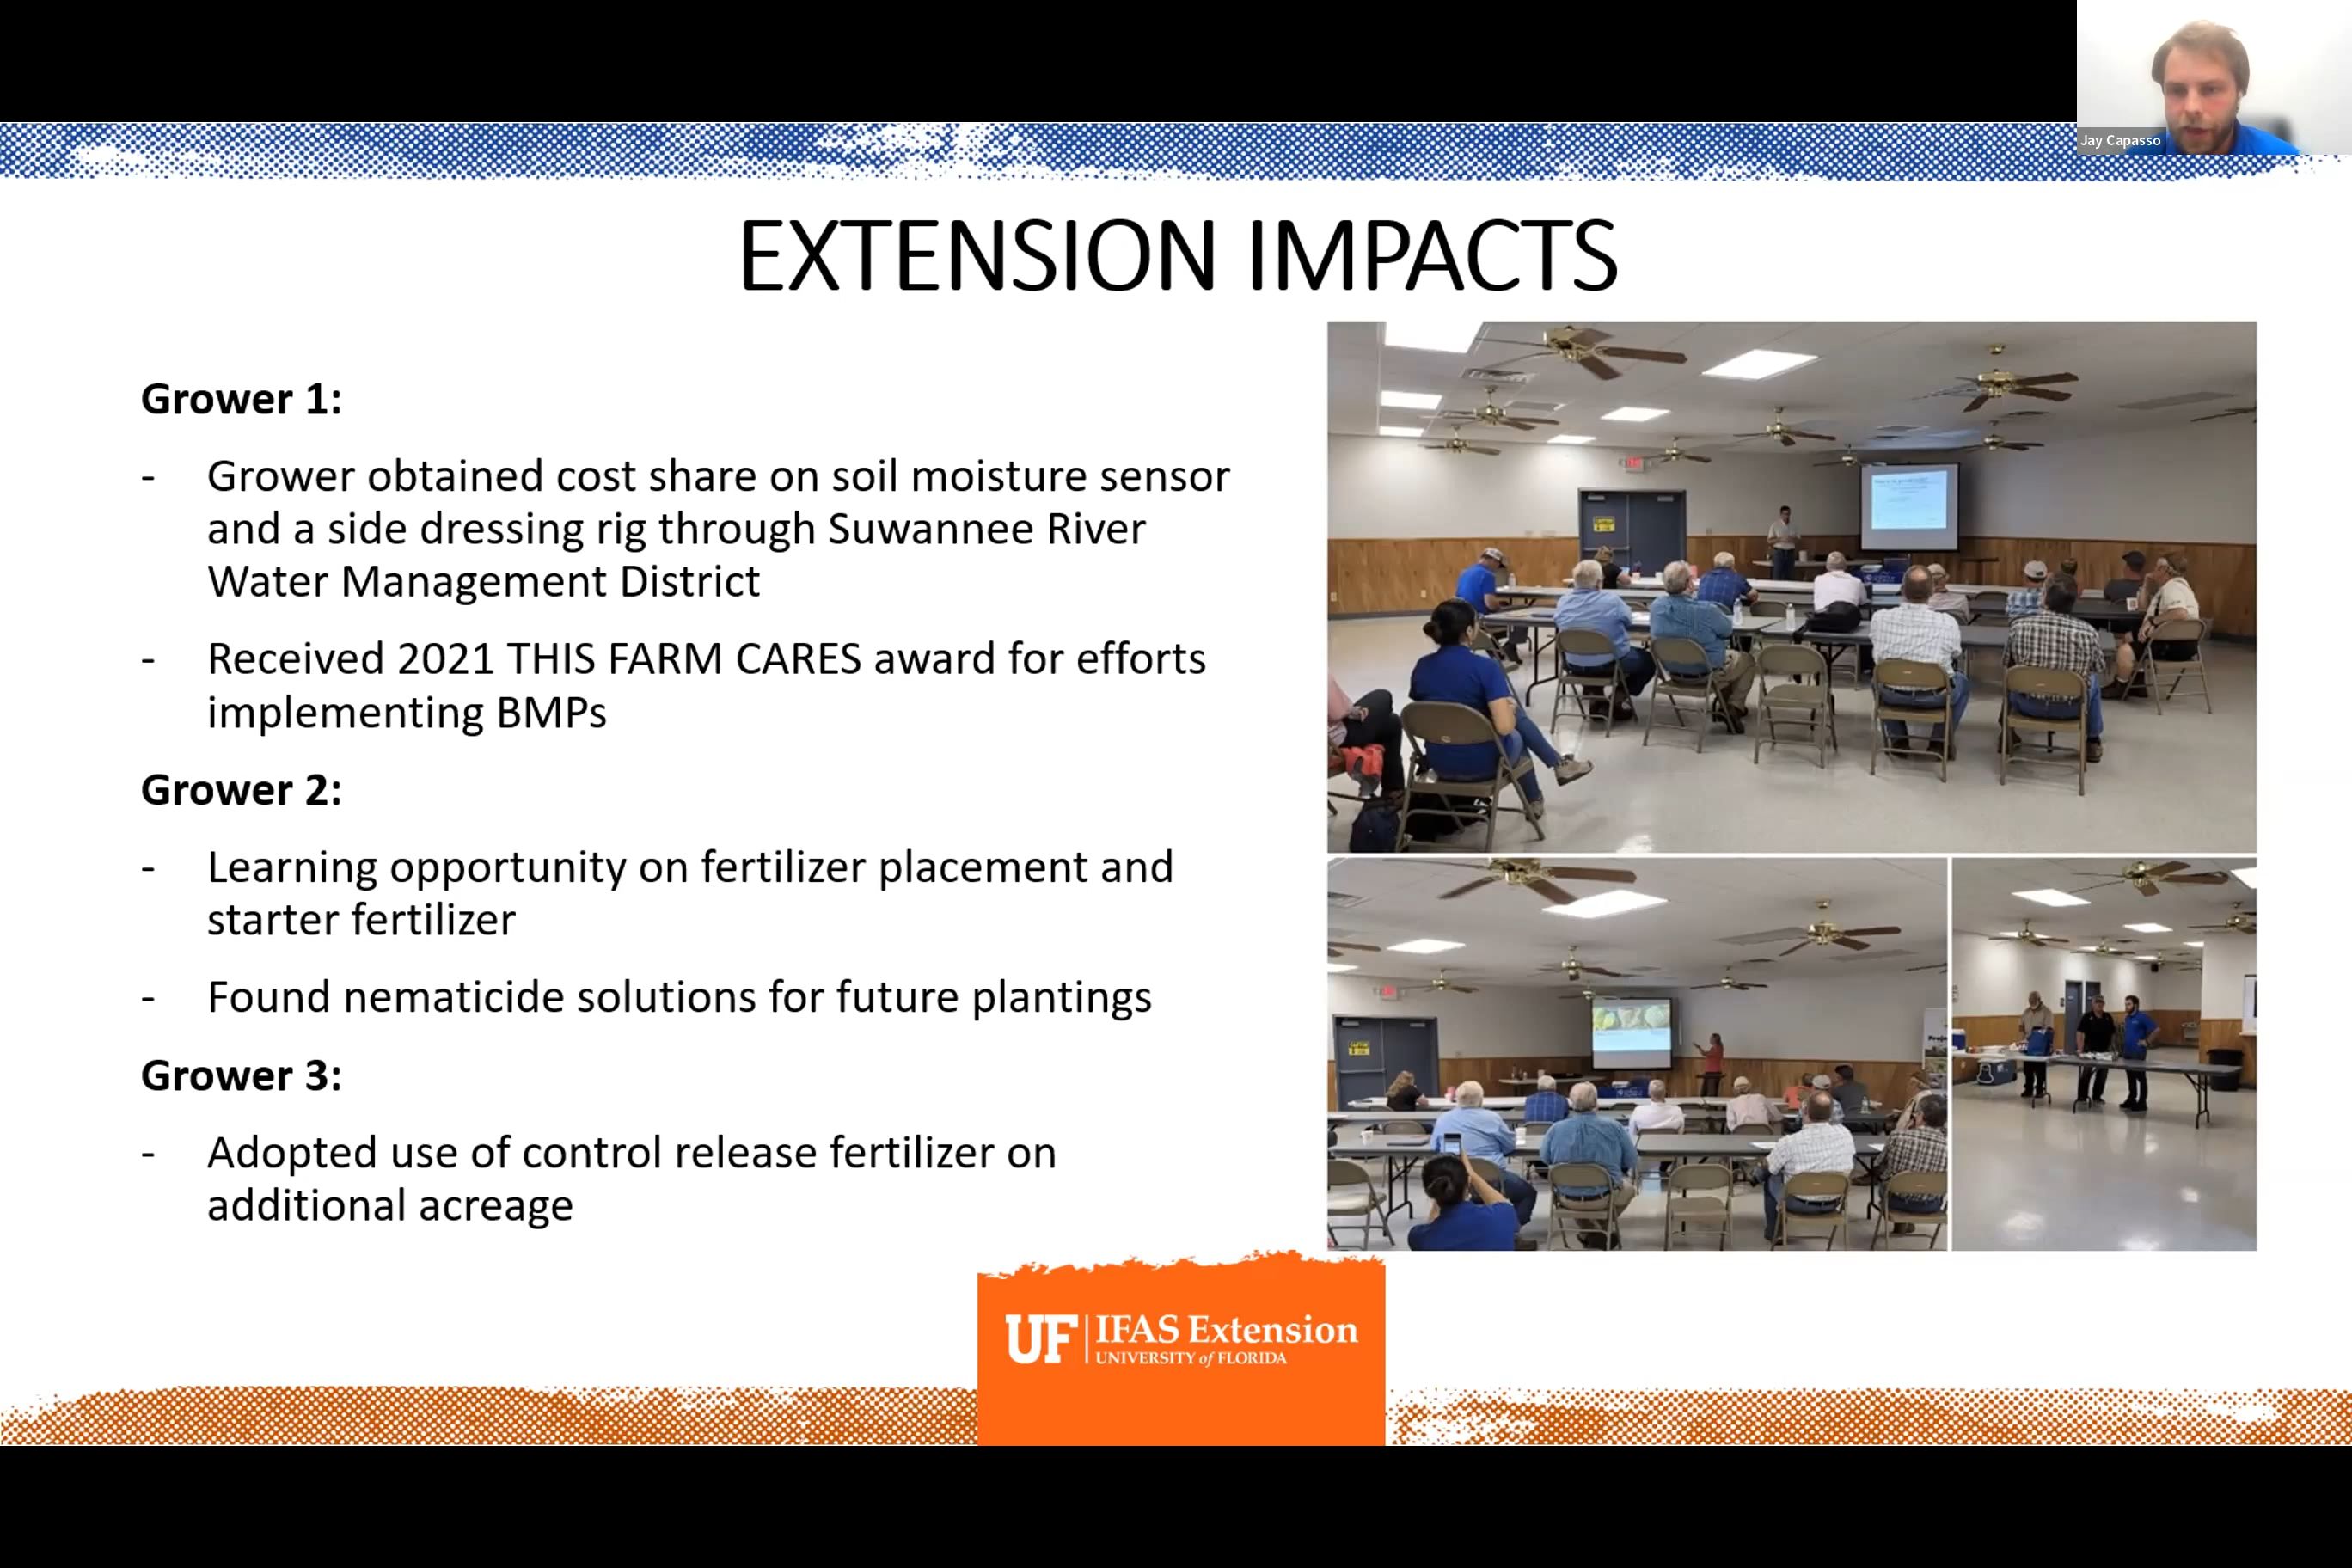 Jay Capasso
EXTENSION IMPACTS
Grower 1:
- Grower obtained cost share on soil moisture sensor
and a side dressing rig through Suwannee River
Water Management District
- Received 2021 THIS FARM CARES award for efforts
implementing BMPs
Grower 2:
- Learning opportunity on fertilizer placement and
starter fertilizer
- Found nematicide solutions for future plantings
Grower 3:
- Adopted use of control release fertilizer on
additional acreage
UF | IFAS Extension
UNIVERSITY of FLORIDA